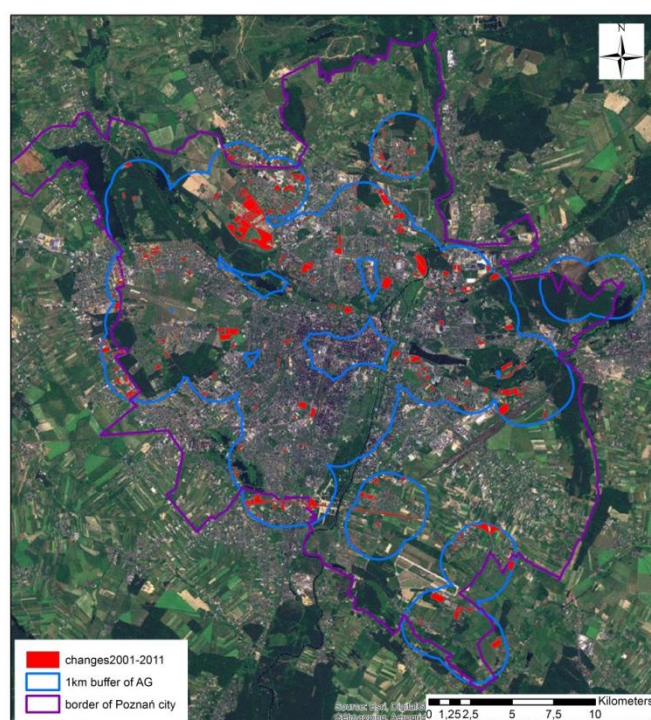 N
changes2001-2011
1km buffer of AG
border of Poznań city
Source: Esri, Digital
Kilometers
0 1,25 2,5 5 7,5 10